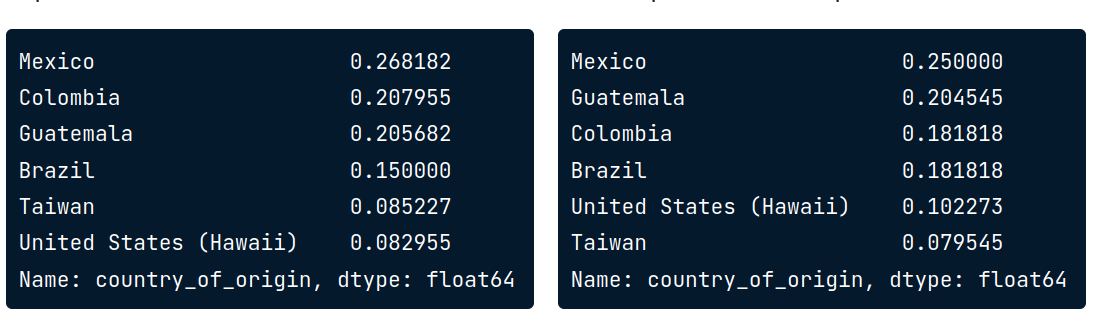 Mexico 0.268182
Colombia 0.207955
Guatemala 0.205682
Brazil 0.150000
Taiwan 0.085227
United States (Hawaii) 0.082955
Name: country_of_origin, dtype: float64
Mexico 0.250000
Guatemala 0.204545
Colombia 0.181818
Brazil 0.181818
United States (Hawaii) 0.102273
Taiwan 0.079545
Name: country_of_origin, dtype: float64